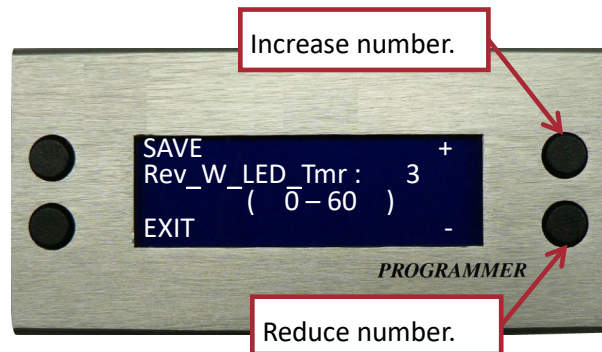 Increase number.
SAVE +
Rev_W_LED_Tmr : 3
( 0 – 60 )
EXIT -
PROGRAMMER
Reduce number.